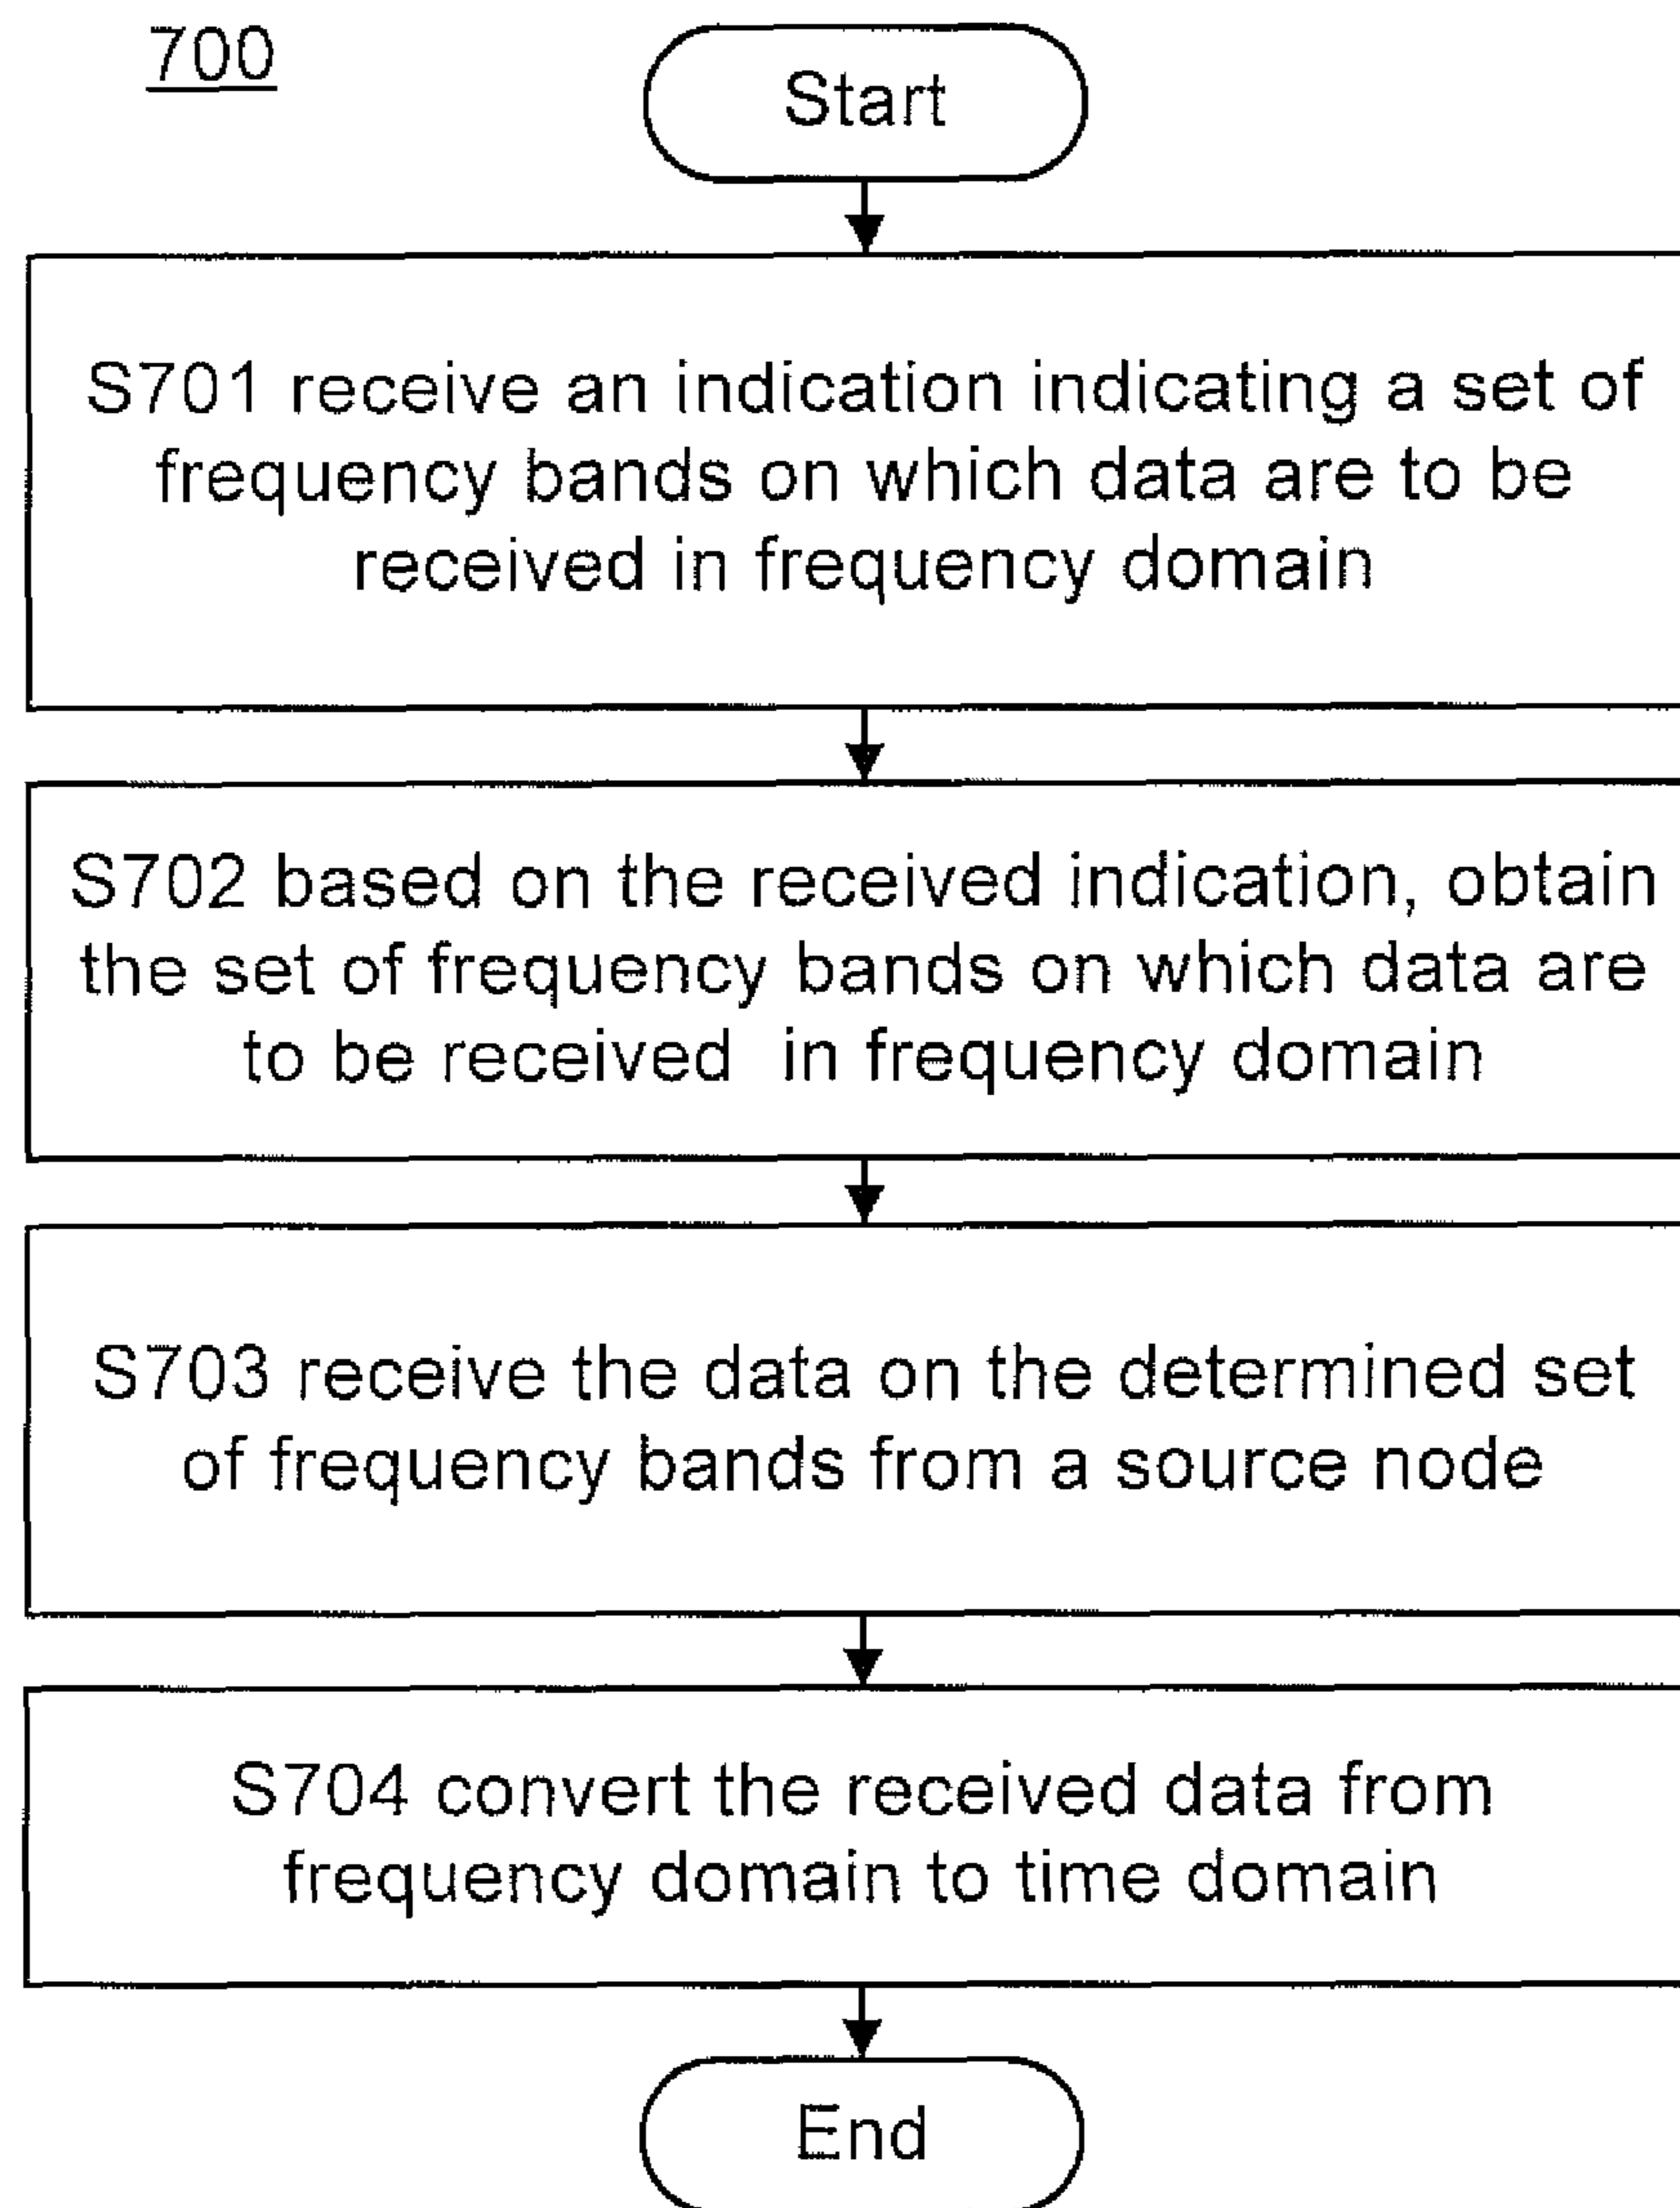 700
Start
S701 receive an indication indicating a set of
frequency bands on which data are to be
received in frequency domain
S702 based on the received indication, obtain
the set of frequency bands on which data are
to be received in frequency domain
S703 receive the data on the determined set
of frequency bands from a source node
S704 convert the received data from
frequency domain to time domain
End